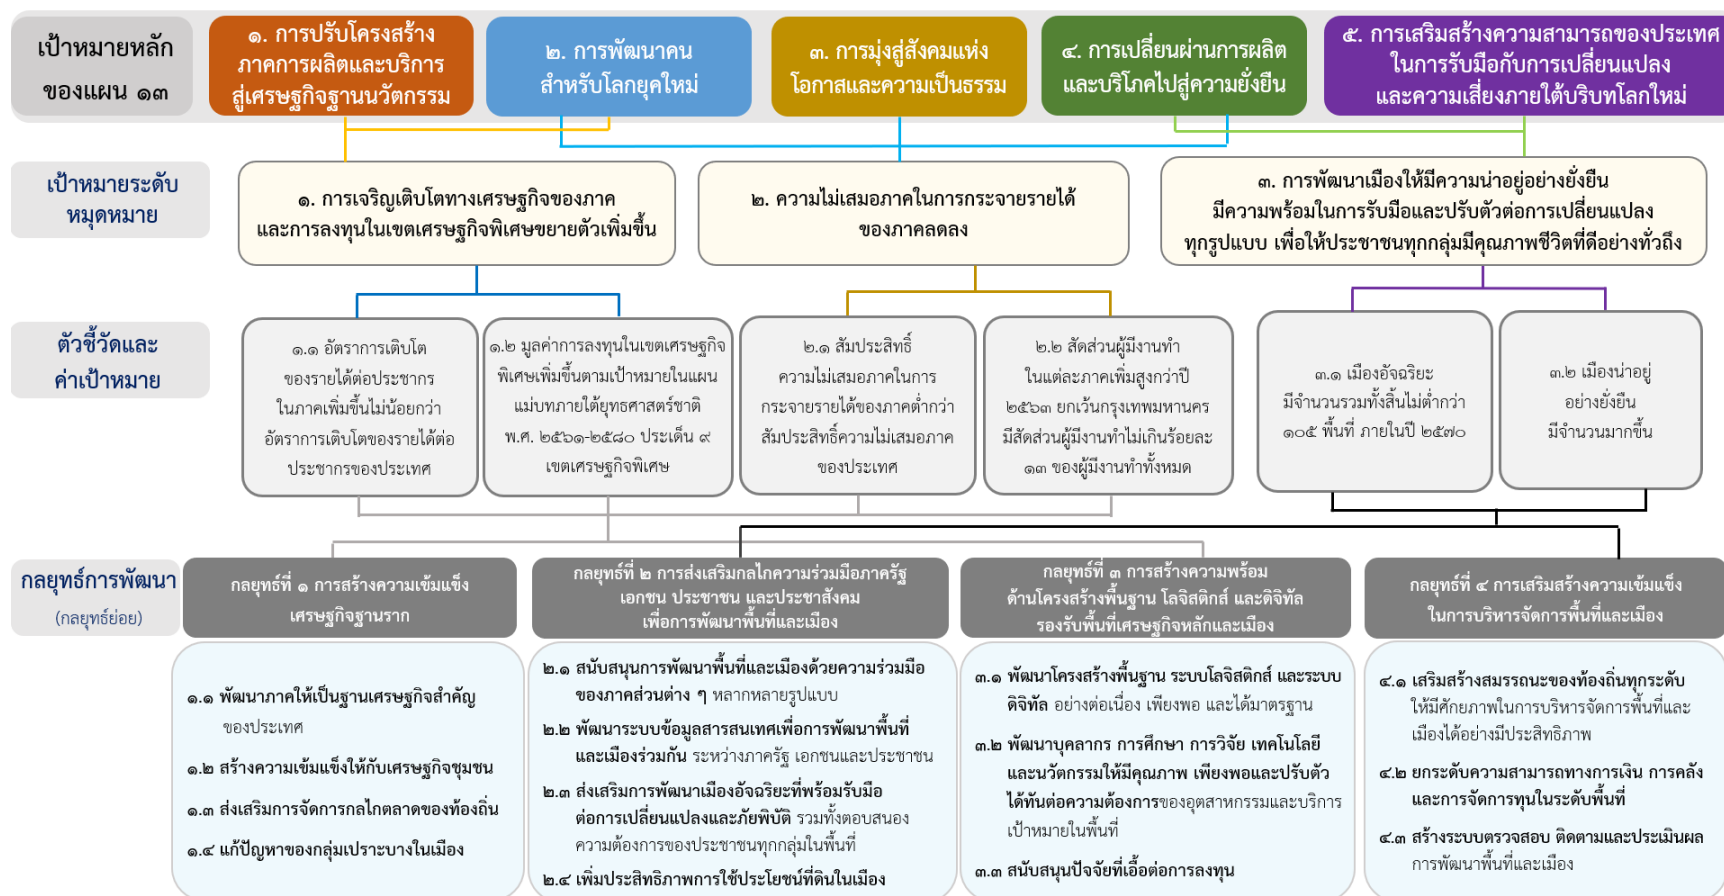 เป้าหมายหลัก
ของแผน ๑๓
๑. การปรับโครงสร้าง
ภาคการผลิตและบริการ
สู่เศรษฐกิจฐานนวัตกรรม
๒. การพัฒนาคน
สำหรับโลกยุคใหม่
๓. การมุ่งสู่สังคมแห่ง
โอกาสและความเป็นธรรม
๔. การเปลี่ยนผ่านการผลิต
และบริโภคไปสู่ความยั่งยืน
๕. การเสริมสร้างความสามารถของประเทศ
ในการรับมือกับการเปลี่ยนแปลง
และความเสี่ยงภายใต้บริบทโลกใหม่
เป้าหมายระดับ
หมุดหมาย
๑. การเจริญเติบโตทางเศรษฐกิจของภาค
และการลงทุนในเขตเศรษฐกิจพิเศษขยายตัวเพิ่มขึ้น
๒. ความไม่เสมอภาคในการกระจายรายได้
ของภาคลดลง
๓. การพัฒนาเมืองให้มีความน่าอยู่อย่างยั่งยืน
มีความพร้อมในการรับมือและปรับตัวต่อการเปลี่ยนแปลง
ทุกรูปแบบ เพื่อให้ประชาชนทุกกลุ่มมีคุณภาพชีวิตที่ดีอย่างทั่วถึง
ตัวชี้วัดและ
ค่าเป้าหมาย
๑.๑ อัตราการเติบโต
ของรายได้ต่อประชากร
ในภาคเพิ่มขึ้นไม่น้อยกว่า
อัตราการเติบโตของรายได้ต่อ
ประชากรของประเทศ
๑.๒ มูลค่าการลงทุนในเขตเศรษฐกิจ
พิเศษเพิ่มขึ้นตามเป้าหมายในแผน
แม่บทภายใต้ยุทธศาสตร์ชาติ
พ.ศ. ๒๕๖๑-๒๕๘๐ ประเด็น ๙
เขตเศรษฐกิจพิเศษ
๒.๑ สัมประสิทธิ์
ความไม่เสมอภาคในการ
กระจายรายได้ของภาคต่ำกว่า
สัมประสิทธิ์ความไม่เสมอภาค
ของประเทศ
๒.๒ สัดส่วนผู้มีงานทำ
ในแต่ละภาคเพิ่มสูงกว่าปี
๒๕๖๓ ยกเว้นกรุงเทพมหานคร
มีสัดส่วนผู้มีงานทำไม่เกินร้อยละ
๑๓ ของผู้มีงานทำทั้งหมด
๓.๑ เมืองอัจฉริยะ
มีจำนวนรวมทั้งสิ้นไม่ต่ำกว่า
๑๐๕ พื้นที่ ภายในปี ๒๕๗๐
๓.๒ เมืองน่าอยู่
อย่างยั่งยืน
มีจำนวนมากขึ้น
กลยุทธ์การพัฒนา
(กลยุทธ์ย่อย)
กลยุทธ์ที่ ๑ การสร้างความเข้มแข็ง
เศรษฐกิจฐานราก
กลยุทธ์ที่ ๒ การส่งเสริมกลไกความร่วมมือภาครัฐ
เอกชน ประชาชน และประชาสังคม
เพื่อการพัฒนาพื้นที่และเมือง
กลยุทธ์ที่ ๓ การสร้างความพร้อม
ด้านโครงสร้างพื้นฐาน โลจิสติกส์ และดิจิทัล
รองรับพื้นที่เศรษฐกิจหลักและเมือง
กลยุทธ์ที่ ๔ การเสริมสร้างความเข้มแข็ง
ในการบริหารจัดการพื้นที่และเมือง
๑.๑ พัฒนาภาคให้เป็นฐานเศรษฐกิจสำคัญ
ของประเทศ
๑.๒ สร้างความเข้มแข็งให้กับเศรษฐกิจชุมชน
๑.๓ ส่งเสริมการจัดการกลไกตลาดของท้องถิ่น
๑.๔ แก้ปัญหาของกลุ่มเปราะบางในเมือง
๒.๑ สนับสนุนการพัฒนาพื้นที่และเมืองด้วยความร่วมมือ
ของภาคส่วนต่าง ๆ หลากหลายรูปแบบ
๒.๒ พัฒนาระบบข้อมูลสารสนเทศเพื่อการพัฒนาพื้นที่
และเมืองร่วมกัน ระหว่างภาครัฐ เอกชนและประชาชน
๒.๓ ส่งเสริมการพัฒนาเมืองอัจฉริยะที่พร้อมรับมือ
ต่อการเปลี่ยนแปลงและภัยพิบัติ รวมทั้งตอบสนอง
ความต้องการของประชาชนทุกกลุ่มในพื้นที่
๒.๔ เพิ่มประสิทธิภาพการใช้ประโยชน์ที่ดินในเมือง
๓.๑ พัฒนาโครงสร้างพื้นฐาน ระบบโลจิสติกส์ และระบบ
ดิจิทัล อย่างต่อเนื่อง เพียงพอ และได้มาตรฐาน
๓.๒ พัฒนาบุคลากร การศึกษา การวิจัย เทคโนโลยี
และนวัตกรรมให้มีคุณภาพ เพียงพอและปรับตัว
ได้ทันต่อความต้องการของอุตสาหกรรมและบริการ
เป้าหมายในพื้นที่
๓.๓ สนับสนุนปัจจัยที่เอื้อต่อการลงทุน
๔.๑ เสริมสร้างสมรรถนะของท้องถิ่นทุกระดับ
ให้มีศักยภาพในการบริหารจัดการพื้นที่และ
เมืองได้อย่างมีประสิทธิภาพ
๔.๒ ยกระดับความสามารถทางการเงิน การคลัง
และการจัดการทุนในระดับพื้นที่
๔.๓ สร้างระบบตรวจสอบ ติดตามและประเมินผล
การพัฒนาพื้นที่และเมือง